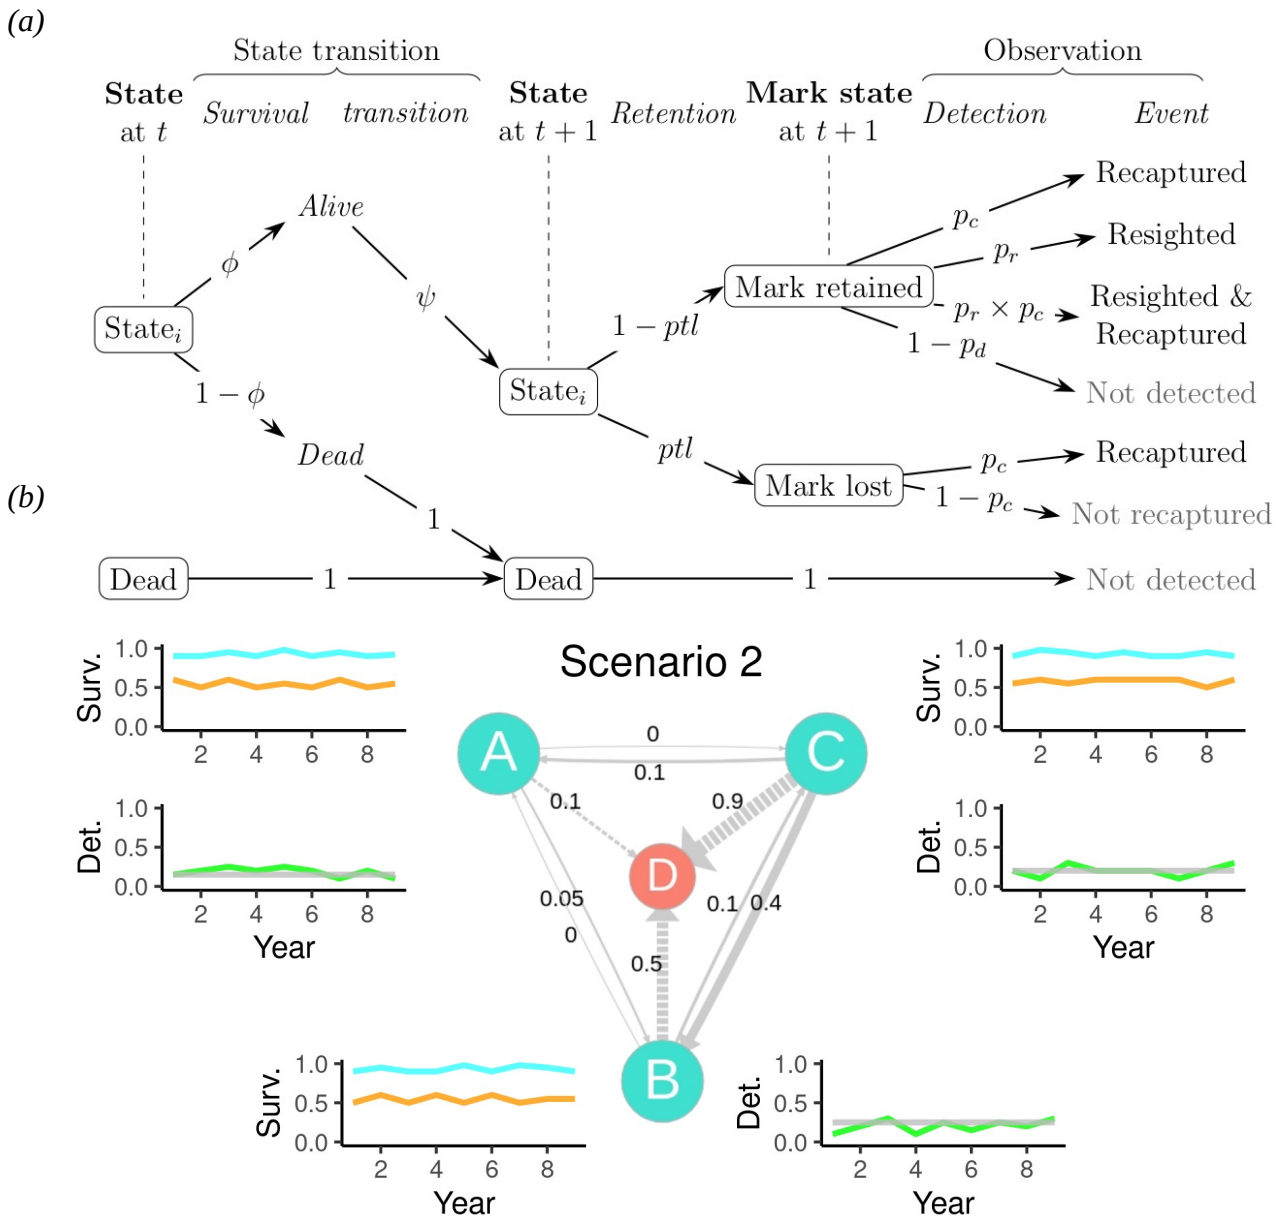 (a)
State transition
Observation
State
at t
Survival
transition
State
at t + 1
Retention
Mark state
at t + 1
Detection
Event
Recaptured
Alive
p_c
Resighted
ϕ
p_r
Mark retained
Resighted &
Recaptured
ψ
p_r × p_c
State_i
1 − ptl
1 − p_d
State_i
1 − ϕ
Not detected
Dead
ptl
p_c
Recaptured
(b)
Mark lost
1 − p_c
Not recaptured
1
Dead
1
Dead
1
Not detected
Scenario 2
Surv.
1.0
0.5
0.0
2 4 6 8
Surv.
1.0
0.5
0.0
2 4 6 8
A
0
0.1
C
Det.
1.0
0.5
0.0
2 4 6 8
Year
0.1
0.9
D
Det.
1.0
0.5
0.0
2 4 6 8
Year
0.05
0
0.1
0.4
0.5
B
Surv.
1.0
0.5
0.0
2 4 6 8
Year
Det.
1.0
0.5
0.0
2 4 6 8
Year